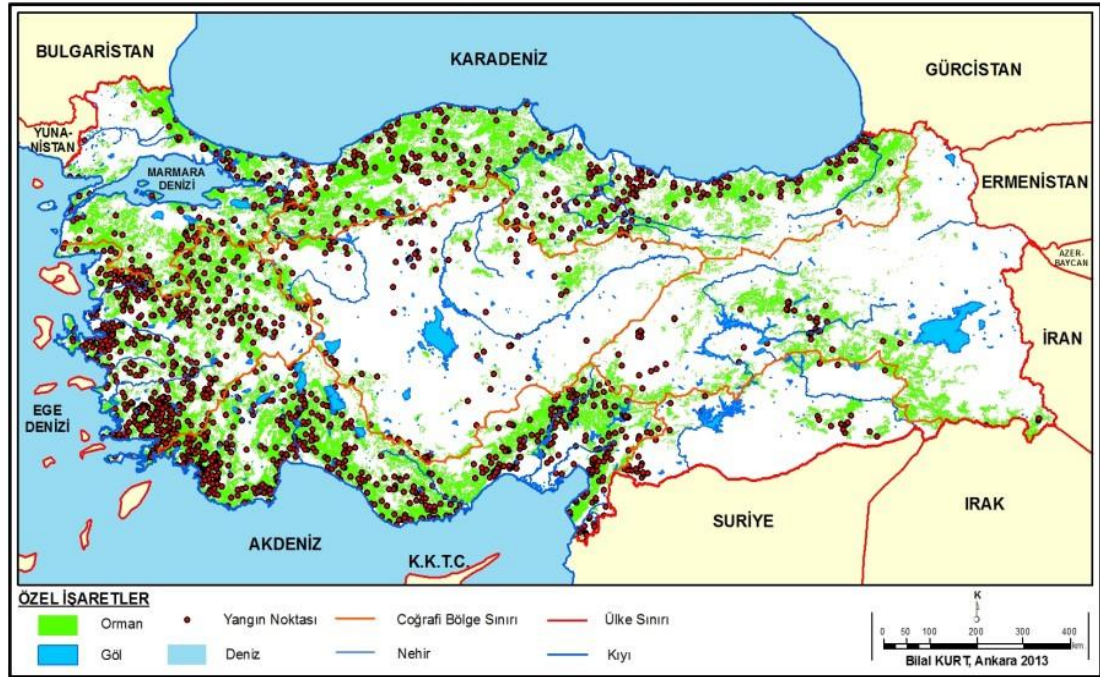 BULGARİSTAN
KARADENİZ
GÜRCİSTAN
YUNA-
NİSTAN
MARMARA
DENİZİ
ERMENİSTAN
AZER-
BAYCAN
İRAN
EGE
DENİZİ
AKDENİZ
K.K.T.C.
SURİYE
IRAK
ÖZEL İŞARETLER
Orman
Yangın Noktası
Coğrafi Bölge Sınırı
Ülke Sınırı
Göl
Deniz
Nehir
Kıyı
K
0 50 100 200 300 400
km
Bilal KURT, Ankara 2013